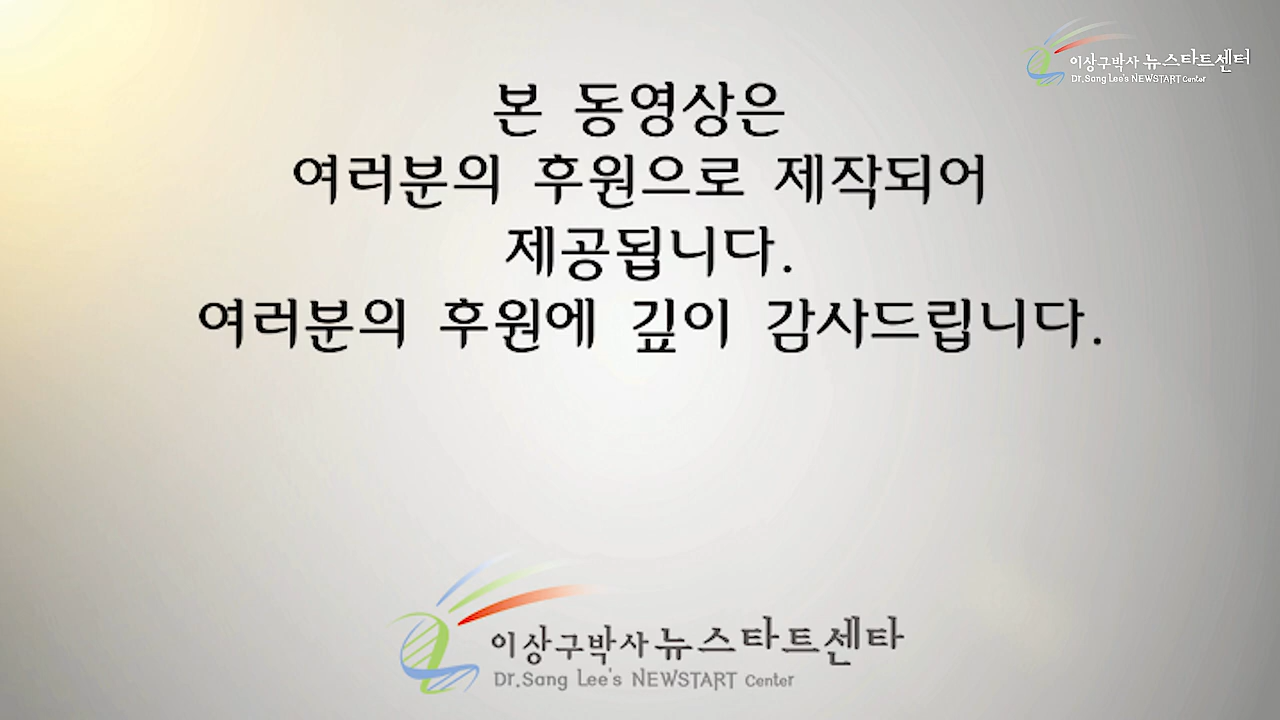 이상구박사 뉴스타트센터
Dr.Sang Lee's NEWSTART Center
본 동영상은
여러분의 후원으로 제작되어
제공됩니다.
여러분의 후원에 깊이 감사드립니다.
이상구박사 뉴스타트센타
Dr.Sang Lee's NEWSTART Center